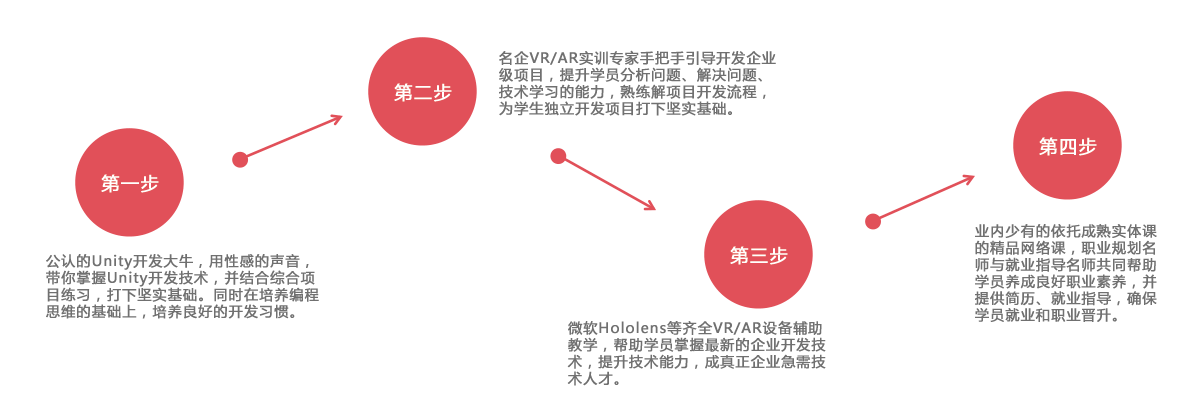 第一步
公认的Unity开发大牛，用性感的声音，
带你掌握Unity开发技术，并结合综合项
目练习，打下坚实基础。同时在培养编程
思维的基础上，培养良好的开发习惯。
第二步
名企VR/AR实训专家手把手引导开发企业
级项目，提升学员分析问题、解决问题、
技术学习的能力，熟练解项目开发流程，
为学生独立开发项目打下坚实基础。
第三步
微软Hololens等齐全VR/AR设备辅助
教学，帮助学员掌握最新的企业开发技
术，提升技术能力，成真正企业急需技
术人才。
第四步
业内少有的依托成熟实体课
的精品网络课，职业规划名
师与就业指导名师共同帮助
学员养成良好职业素养，并
提供简历、就业指导，确保
学员就业和职业晋升。